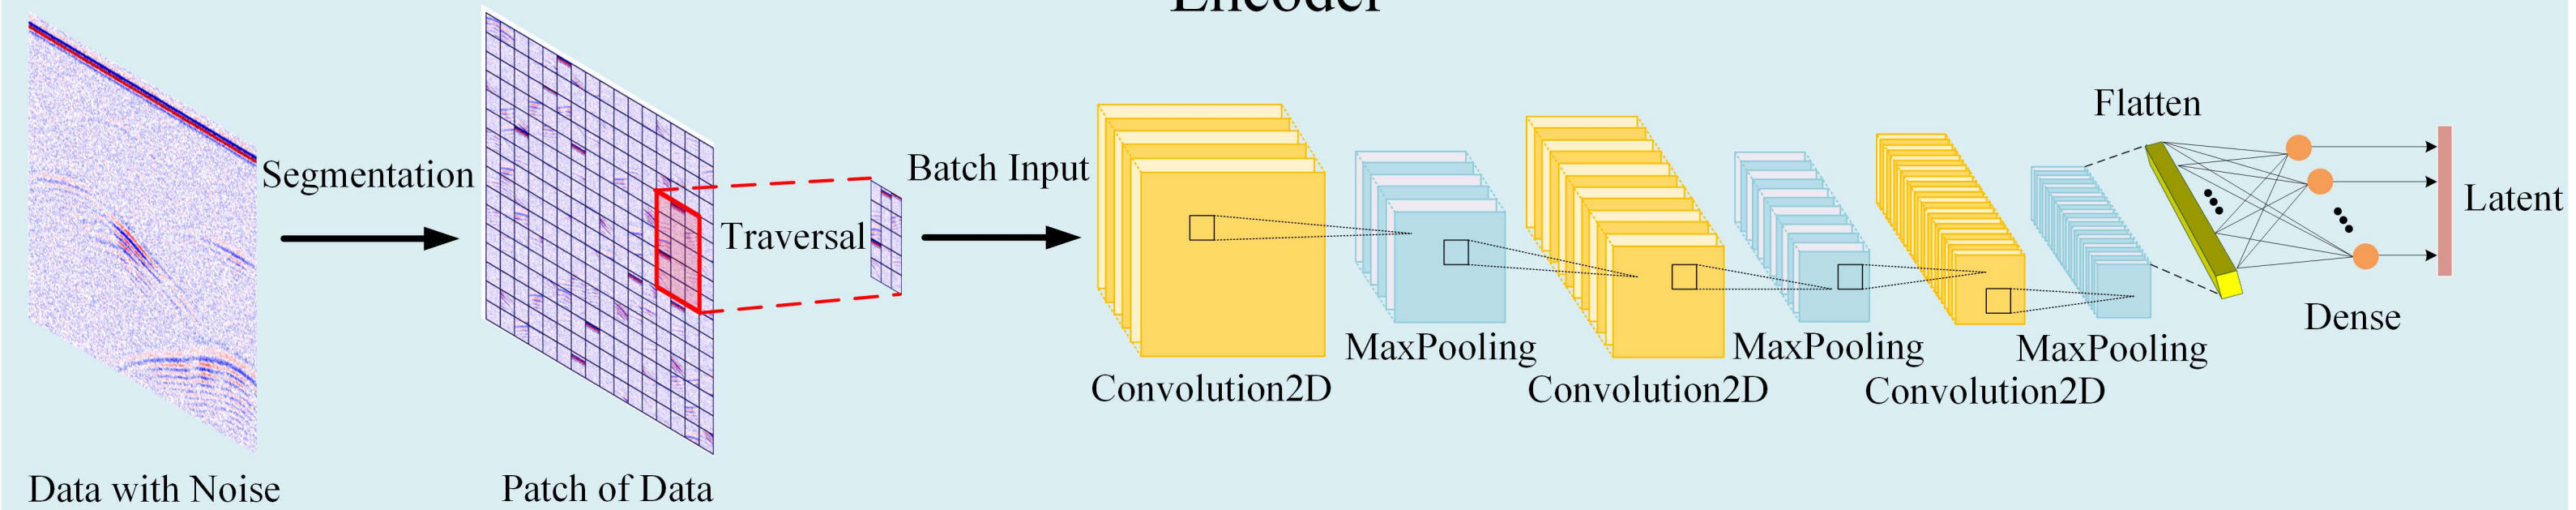 Encoder
Flatten
Segmentation
Batch Input
Traversal
Latent
MaxPooling
MaxPooling
MaxPooling
Dense
Convolution2D
Convolution2D
Convolution2D
Data with Noise
Patch of Data